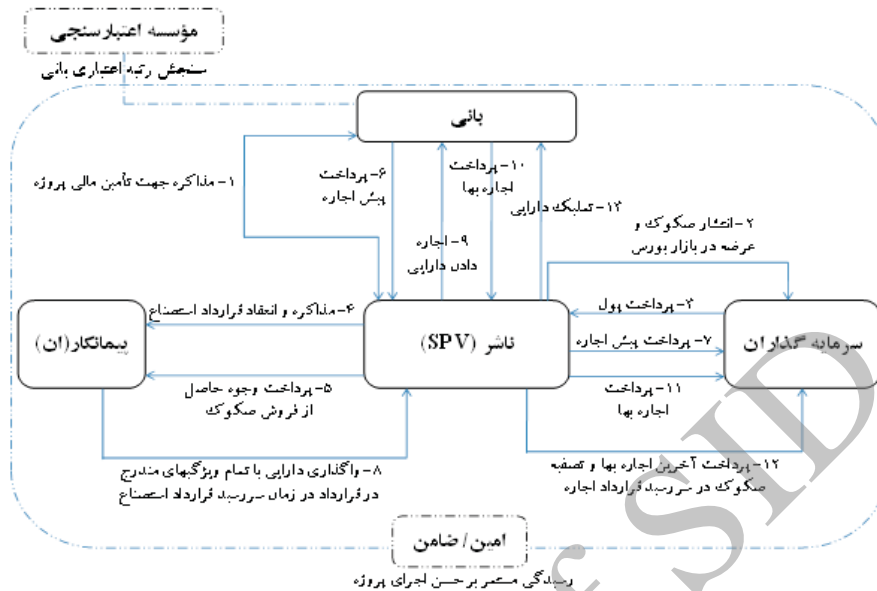 مؤسسه اعتبارسنجی
سنجش رتبه اعتباری بانی
بانی
۱- مذاکره جهت تأمین مالی پروژه
۶- پرداخت
پیش اجاره
۹- اجاره
دادن دارایی
۱۰- پرداخت
اجاره بها
۱۳- تملیک دارایی
۲- انتشار صکوک و
عرضه در بازار بورس
پیمانکار(ان)
۴- مذاکره و انعقاد قرارداد استصناع
۵- پرداخت وجوه حاصل
از فروش صکوک
ناشر (SPV)
۳- پرداخت پول
۷- پرداخت پیش اجاره
۱۱- پرداخت
اجاره بها
سرمایه گذاران
۸- واگذاری دارایی با تمام ویژگیهای مندرج
در قرارداد در زمان سررسید قرارداد استصناع
۱۲- پرداخت آخرین اجاره بها و تصفیه
صکوک در سررسید قرارداد اجاره
امین/ ضامن
رسیدگی مستمر بر حسن اجرای پروژه
of SID